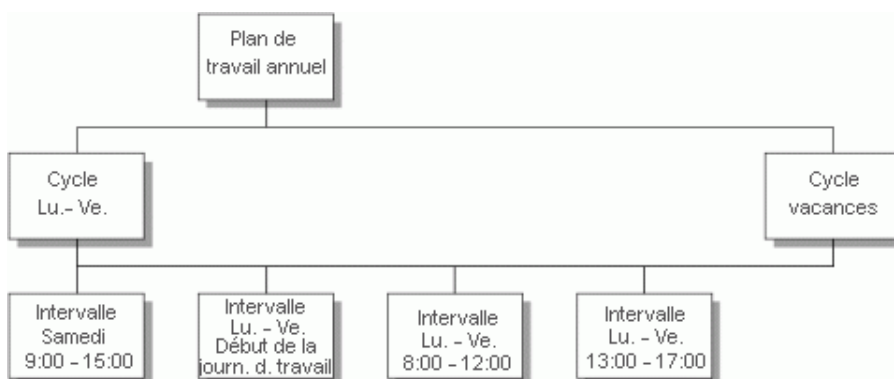 Plan de
travail annuel
Cycle
Lu.- Ve.
Cycle
vacances
Intervalle
Samedi
9:00 - 15:00
Intervalle
Lu. - Ve.
Début de la
journ. d. travail
Intervalle
Lu. - Ve.
8:00 - 12:00
Intervalle
Lu. - Ve.
13:00 - 17:00